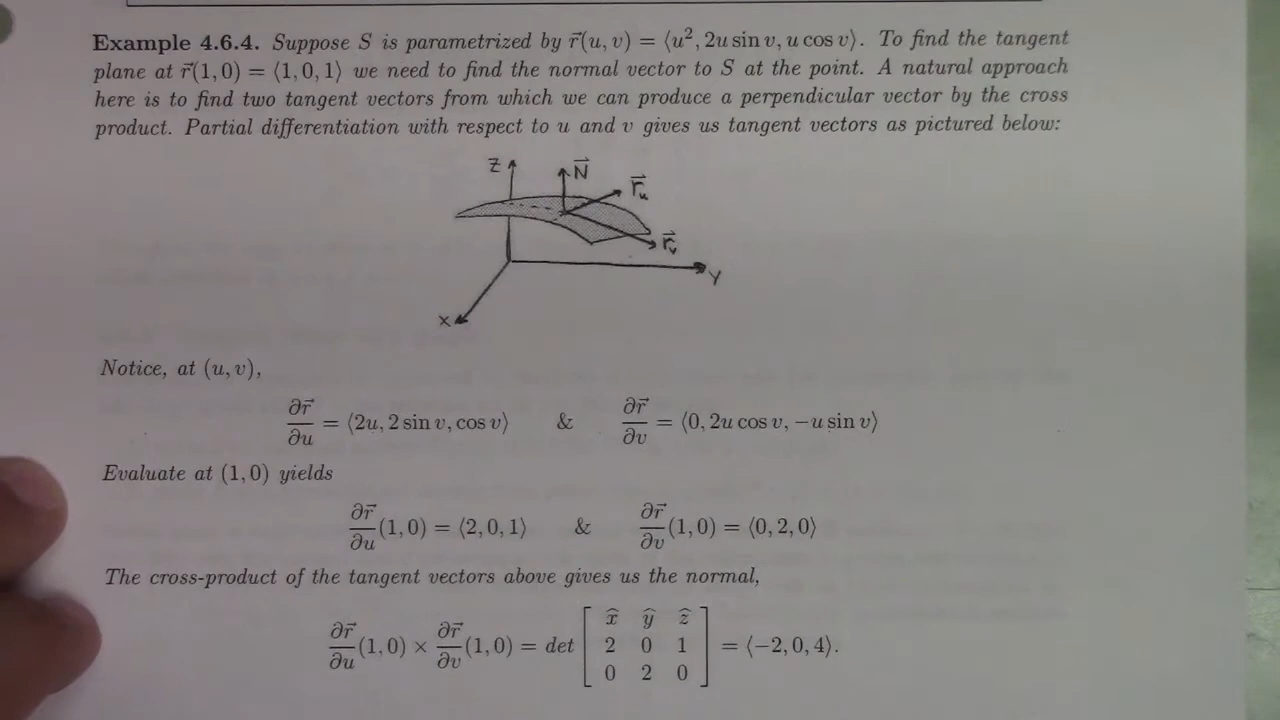 Example 4.6.4. Suppose S is parametrized by r⃗(u, v) = ⟨u², 2u sin v, u cos v⟩. To find the tangent
plane at r⃗(1, 0) = ⟨1, 0, 1⟩ we need to find the normal vector to S at the point. A natural approach
here is to find two tangent vectors from which we can produce a perpendicular vector by the cross
product. Partial differentiation with respect to u and v gives us tangent vectors as pictured below:
Z N⃗ r⃗ᵤ
r⃗ᵥ
Y
X
Notice, at (u, v),
∂r⃗/∂u = ⟨2u, 2 sin v, cos v⟩ & ∂r⃗/∂v = ⟨0, 2u cos v, −u sin v⟩
Evaluate at (1, 0) yields
∂r⃗/∂u (1, 0) = ⟨2, 0, 1⟩ & ∂r⃗/∂v (1, 0) = ⟨0, 2, 0⟩
The cross-product of the tangent vectors above gives us the normal,
∂r⃗/∂u (1, 0) × ∂r⃗/∂v (1, 0) = det [ x̂ ŷ ẑ
2 0 1
0 2 0 ] = ⟨−2, 0, 4⟩.